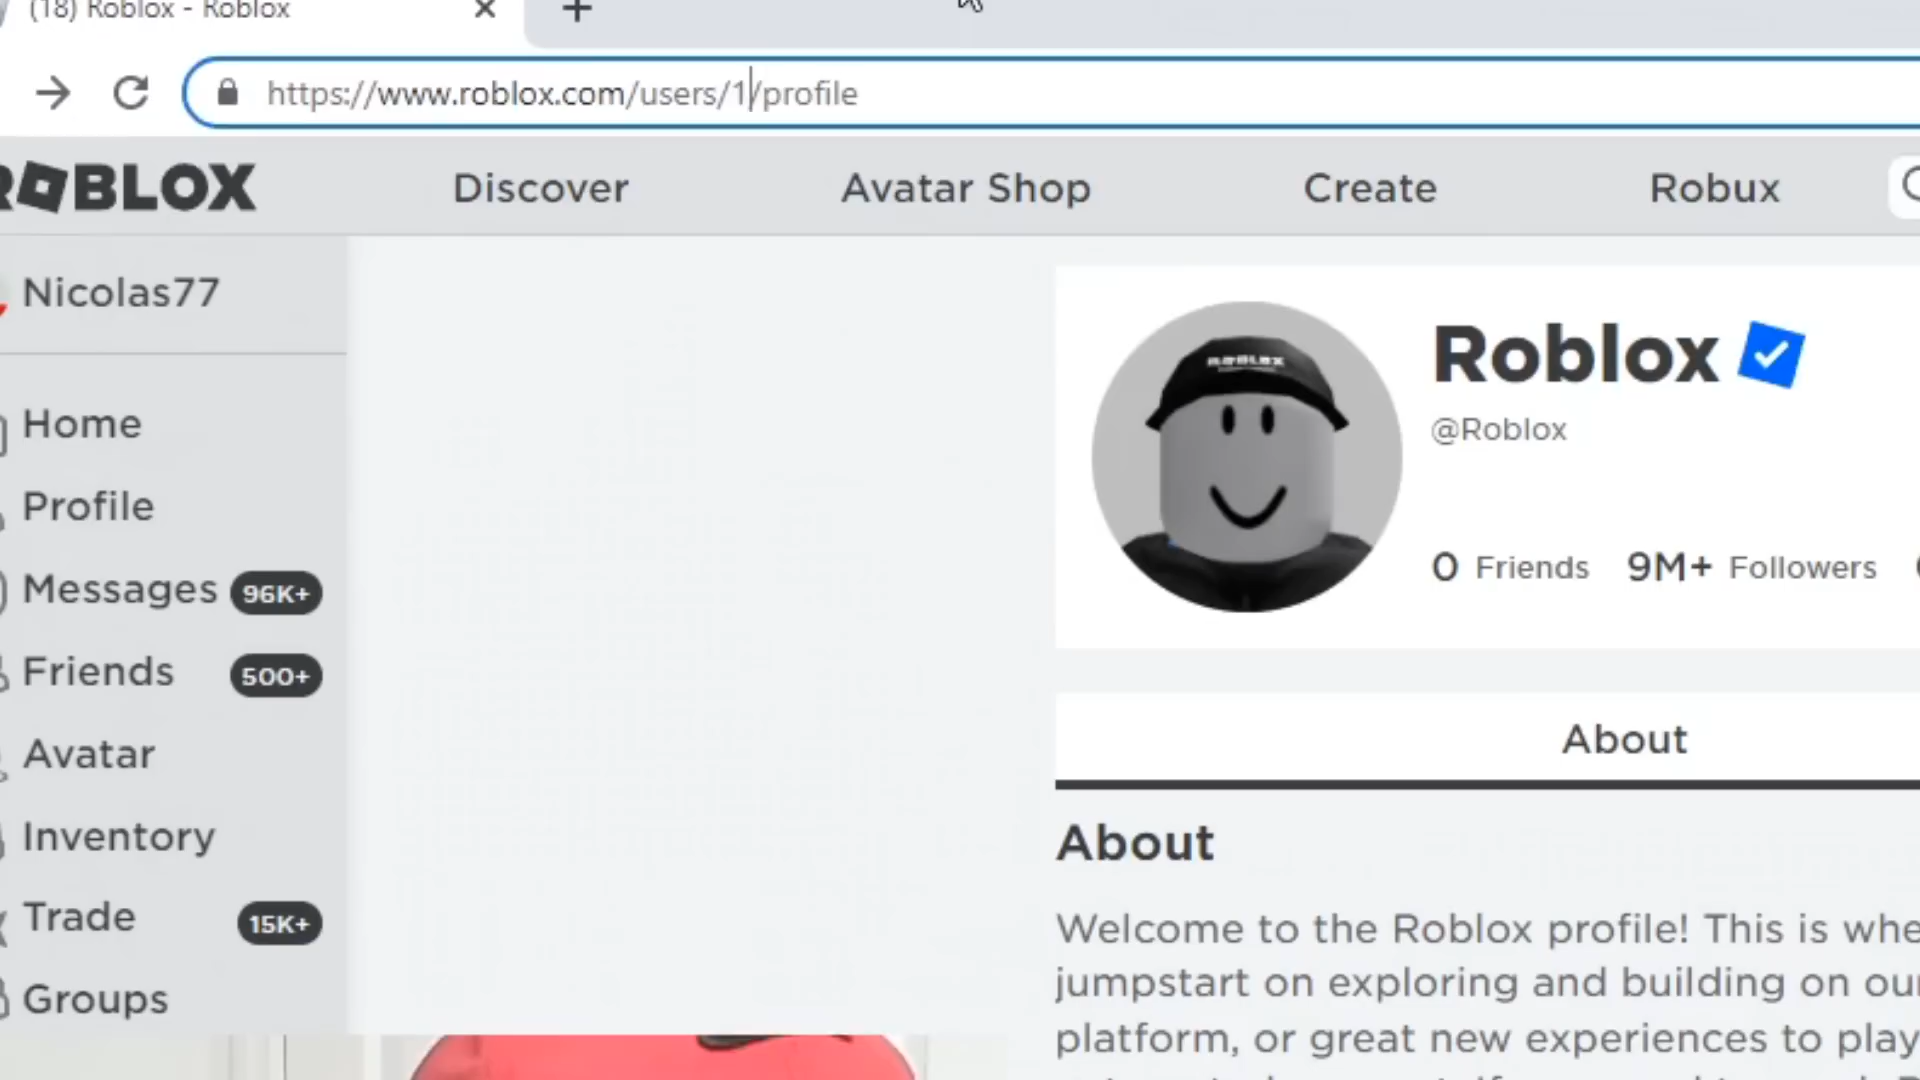 (18) Roblox - Roblox
https://www.roblox.com/users/1/profile
ROBLOX
Discover
Avatar Shop
Create
Robux
Nicolas77
Home
Profile
Messages 96K+
Friends 500+
Avatar
Inventory
Trade 15K+
Groups
ROBLOX
Roblox
@Roblox
0 Friends 9M+ Followers
About
About
Welcome to the Roblox profile! This is whe
jumpstart on exploring and building on ou
platform, or great new experiences to play